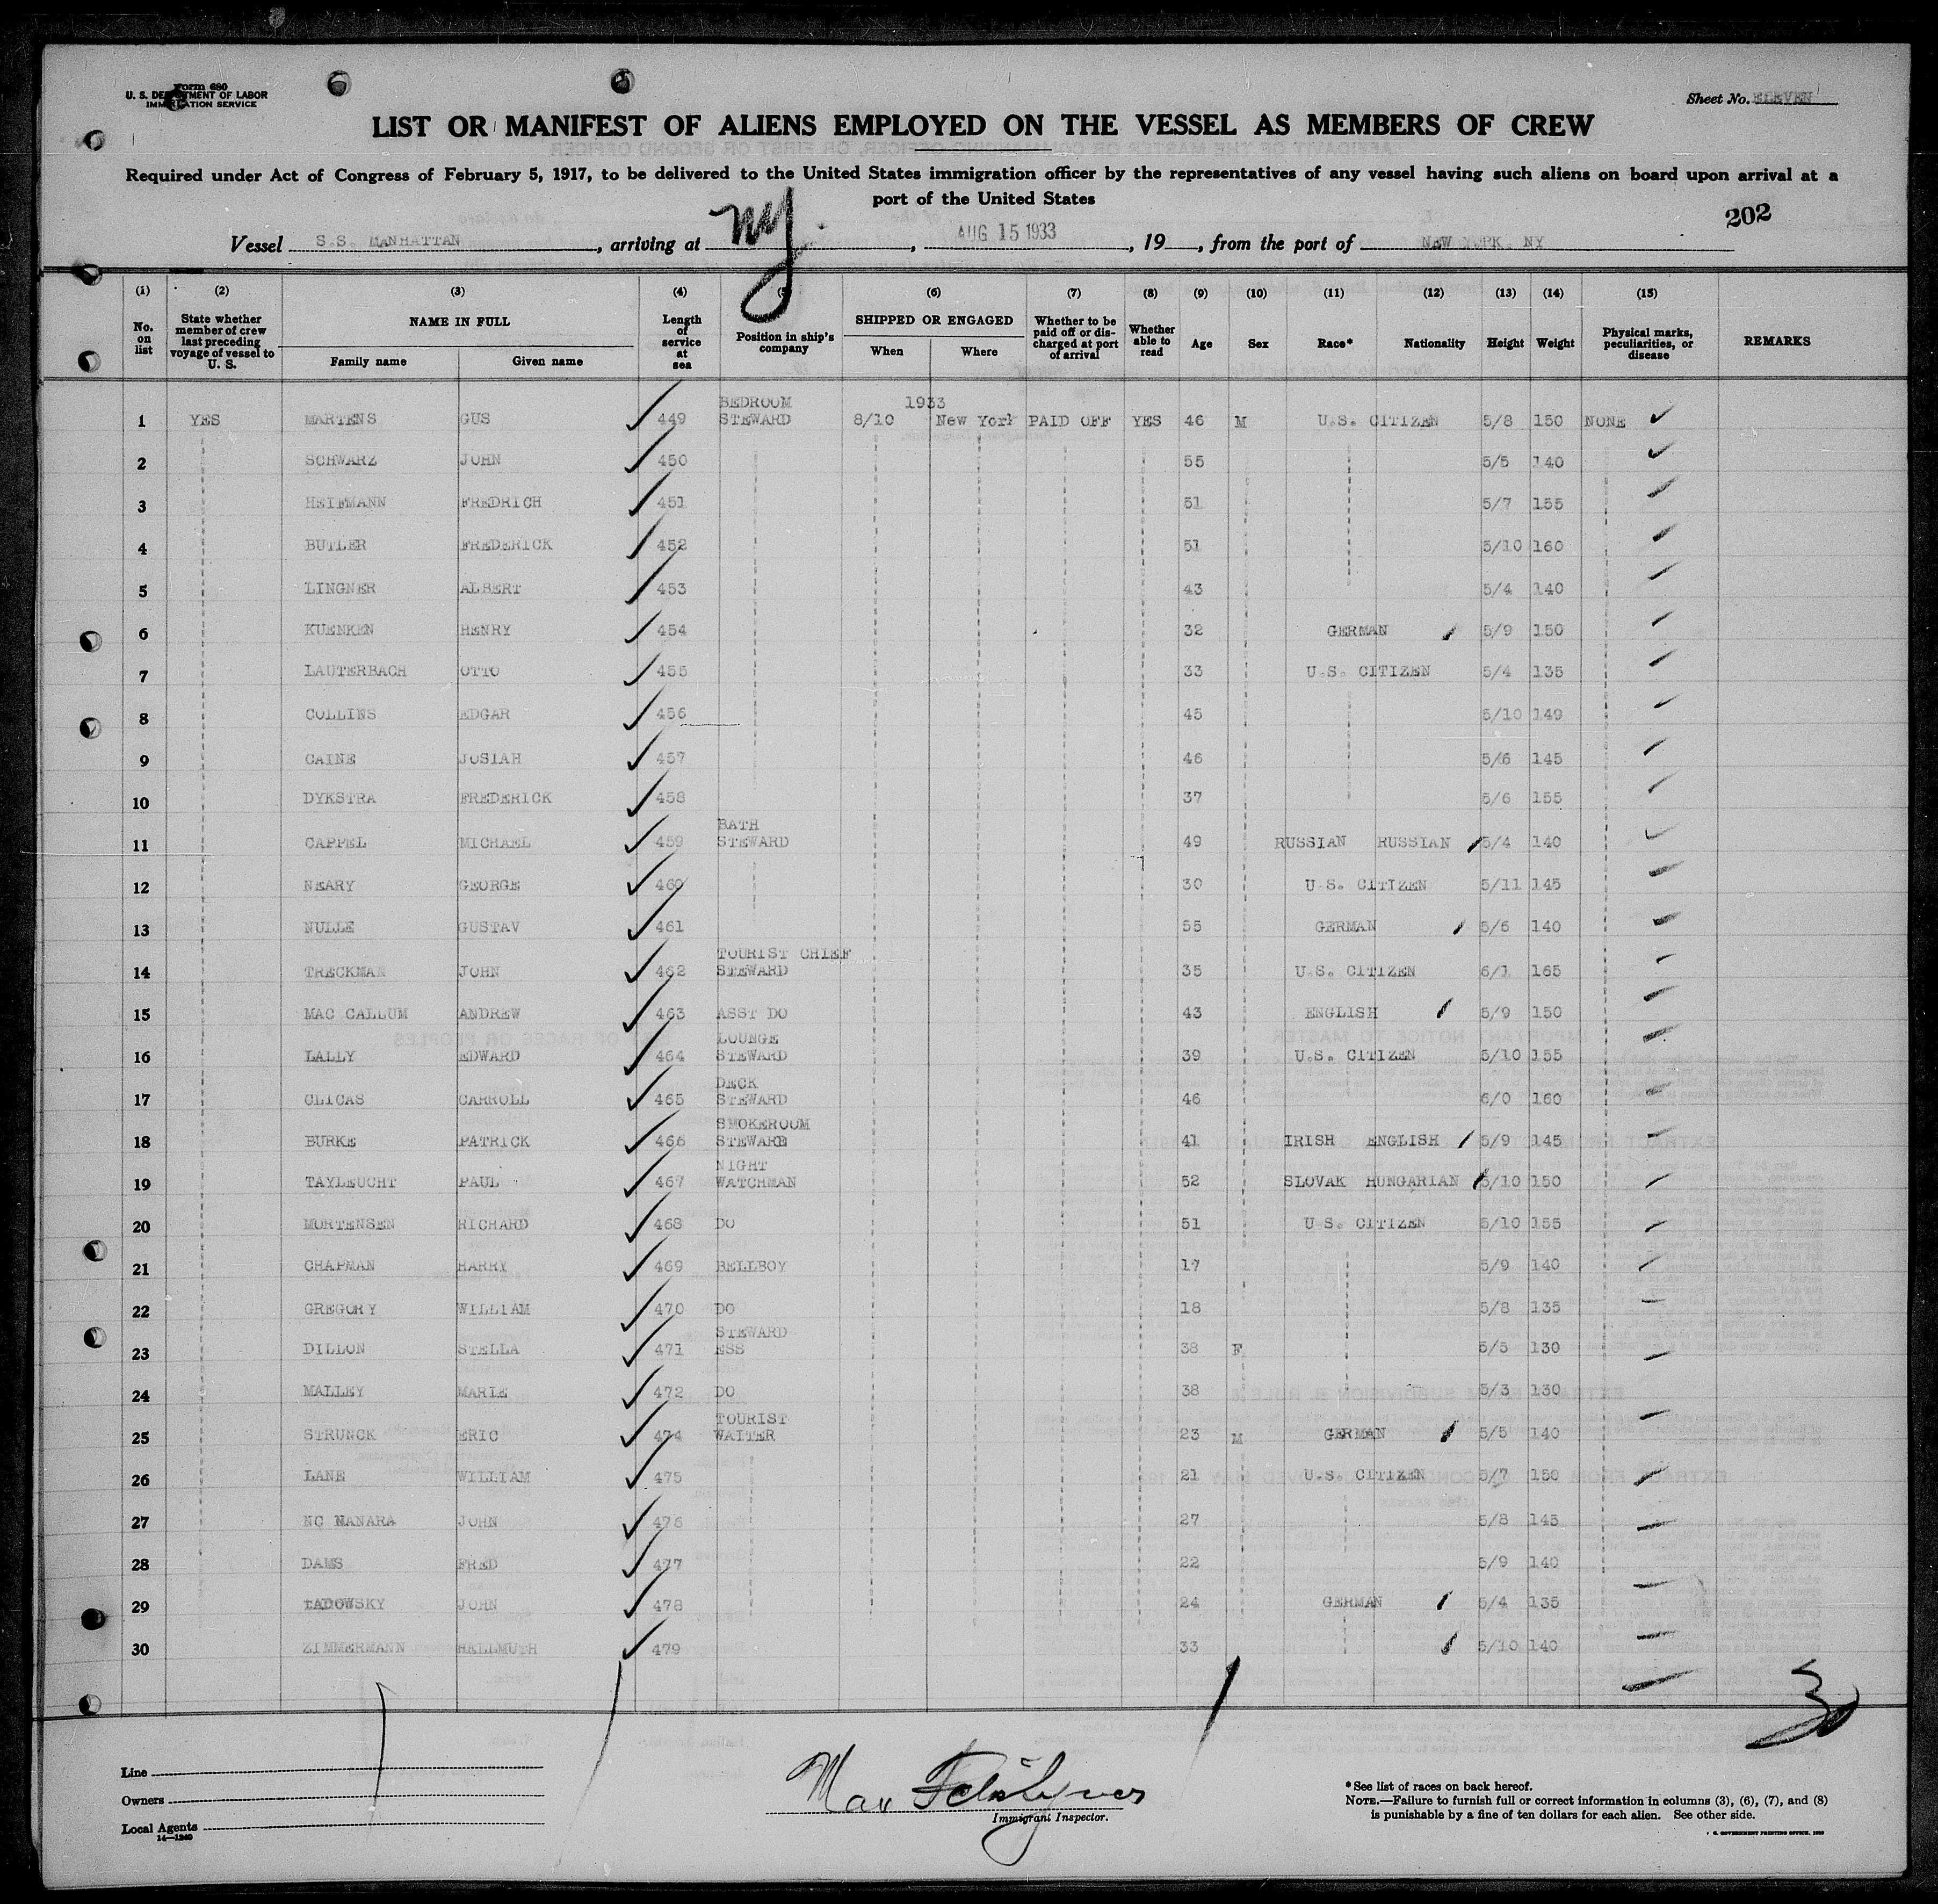 Form 680
U. S. DEPARTMENT OF LABOR
IMMIGRATION SERVICE
Sheet No. ELEVEN
LIST OR MANIFEST OF ALIENS EMPLOYED ON THE VESSEL AS MEMBERS OF CREW
Required under Act of Congress of February 5, 1917, to be delivered to the United States immigration officer by the representatives of any vessel having such aliens on board upon arrival at a
port of the United States
202
Vessel S.S. MANHATTAN, arriving at NY, AUG 15 1933, 19, from the port of NEW YORK. NY
(1) (2) (3) (4) (5) (6) (7) (8) (9) (10) (11) (12) (13) (14) (15)
No. on list State whether member of crew last preceding voyage of vessel to U. S. NAME IN FULL Family name Given name Length of service at sea Position in ship's company SHIPPED OR ENGAGED When Where Whether to be paid off or discharged at port of arrival Whether able to read Age Sex Race* Nationality Height Weight Physical marks, peculiarities, or disease REMARKS
1 YES MARTENS GUS 449 BEDROOM STEWARD 1933 8/10 New York PAID OFF YES 46 M U.S. CITIZEN 5/8 150 NONE
2 SCHWARZ JOHN 450 55 5/5 140
3 HEIFMANN FREDRICH 451 51 5/7 155
4 BUTLER FREDERICK 452 51 5/10 160
5 LINGNER ALBERT 453 43 5/4 140
6 KUENKEN HENRY 454 32 GERMAN 5/9 150
7 LAUTERBACH OTTO 455 33 U.S. CITIZEN 5/4 135
8 COLLINS EDGAR 456 45 5/10 149
9 CAINE JOSIAH 457 46 5/6 145
10 DYKSTRA FREDERICK 458 37 5/6 155
11 CAPPEL MICHAEL 459 BATH STEWARD 49 RUSSIAN RUSSIAN 5/4 140
12 NEARY GEORGE 460 30 U.S. CITIZEN 5/11 145
13 NULLE GUSTAV 461 55 GERMAN 5/6 140
14 TRECKMAN JOHN 462 TOURIST CHIEF STEWARD 35 U.S. CITIZEN 6/1 165
15 MAC CALLUM ANDREW 463 ASST DO 43 ENGLISH 5/9 150
16 LALLY EDWARD 464 LOUNGE STEWARD 39 U.S. CITIZEN 5/10 155
17 CLICAS CARROLL 465 DECK STEWARD 46 6/0 160
18 BURKE PATRICK 466 SMOKEROOM STEWARD 41 IRISH ENGLISH 5/9 145
19 TAYLEUCHT PAUL 467 NIGHT WATCHMAN 52 SLOVAK HUNGARIAN 5/10 150
20 MORTENSEN RICHARD 468 DO 51 U.S. CITIZEN 5/10 155
21 CHAPMAN HARRY 469 BELLBOY 17 5/9 140
22 GREGORY WILLIAM 470 DO 18 5/8 135
23 DILLON STELLA 471 STEWARD ESS 38 F 5/5 130
24 MALLEY MARIE 472 DO 38 5/3 130
25 STRUNCK ERIC 474 TOURIST WAITER 23 M GERMAN 5/5 140
26 LANE WILLIAM 475 21 U.S. CITIZEN 5/7 150
27 NC MANARA JOHN 476 27 5/8 145
28 DAMS FRED 477 22 5/9 140
29 LADOWSKY JOHN 478 24 GERMAN 5/4 135
30 ZIMMERMANN HELLMUTH 479 33 5/10 140
30
Line
Owners
Local Agents
14—1240
Max
Immigrant Inspector.
*See list of races on back hereof.
NOTE.—Failure to furnish full or correct information in columns (3), (6), (7), and (8)
is punishable by a fine of ten dollars for each alien. See other side.
GOVERNMENT PRINTING OFFICE